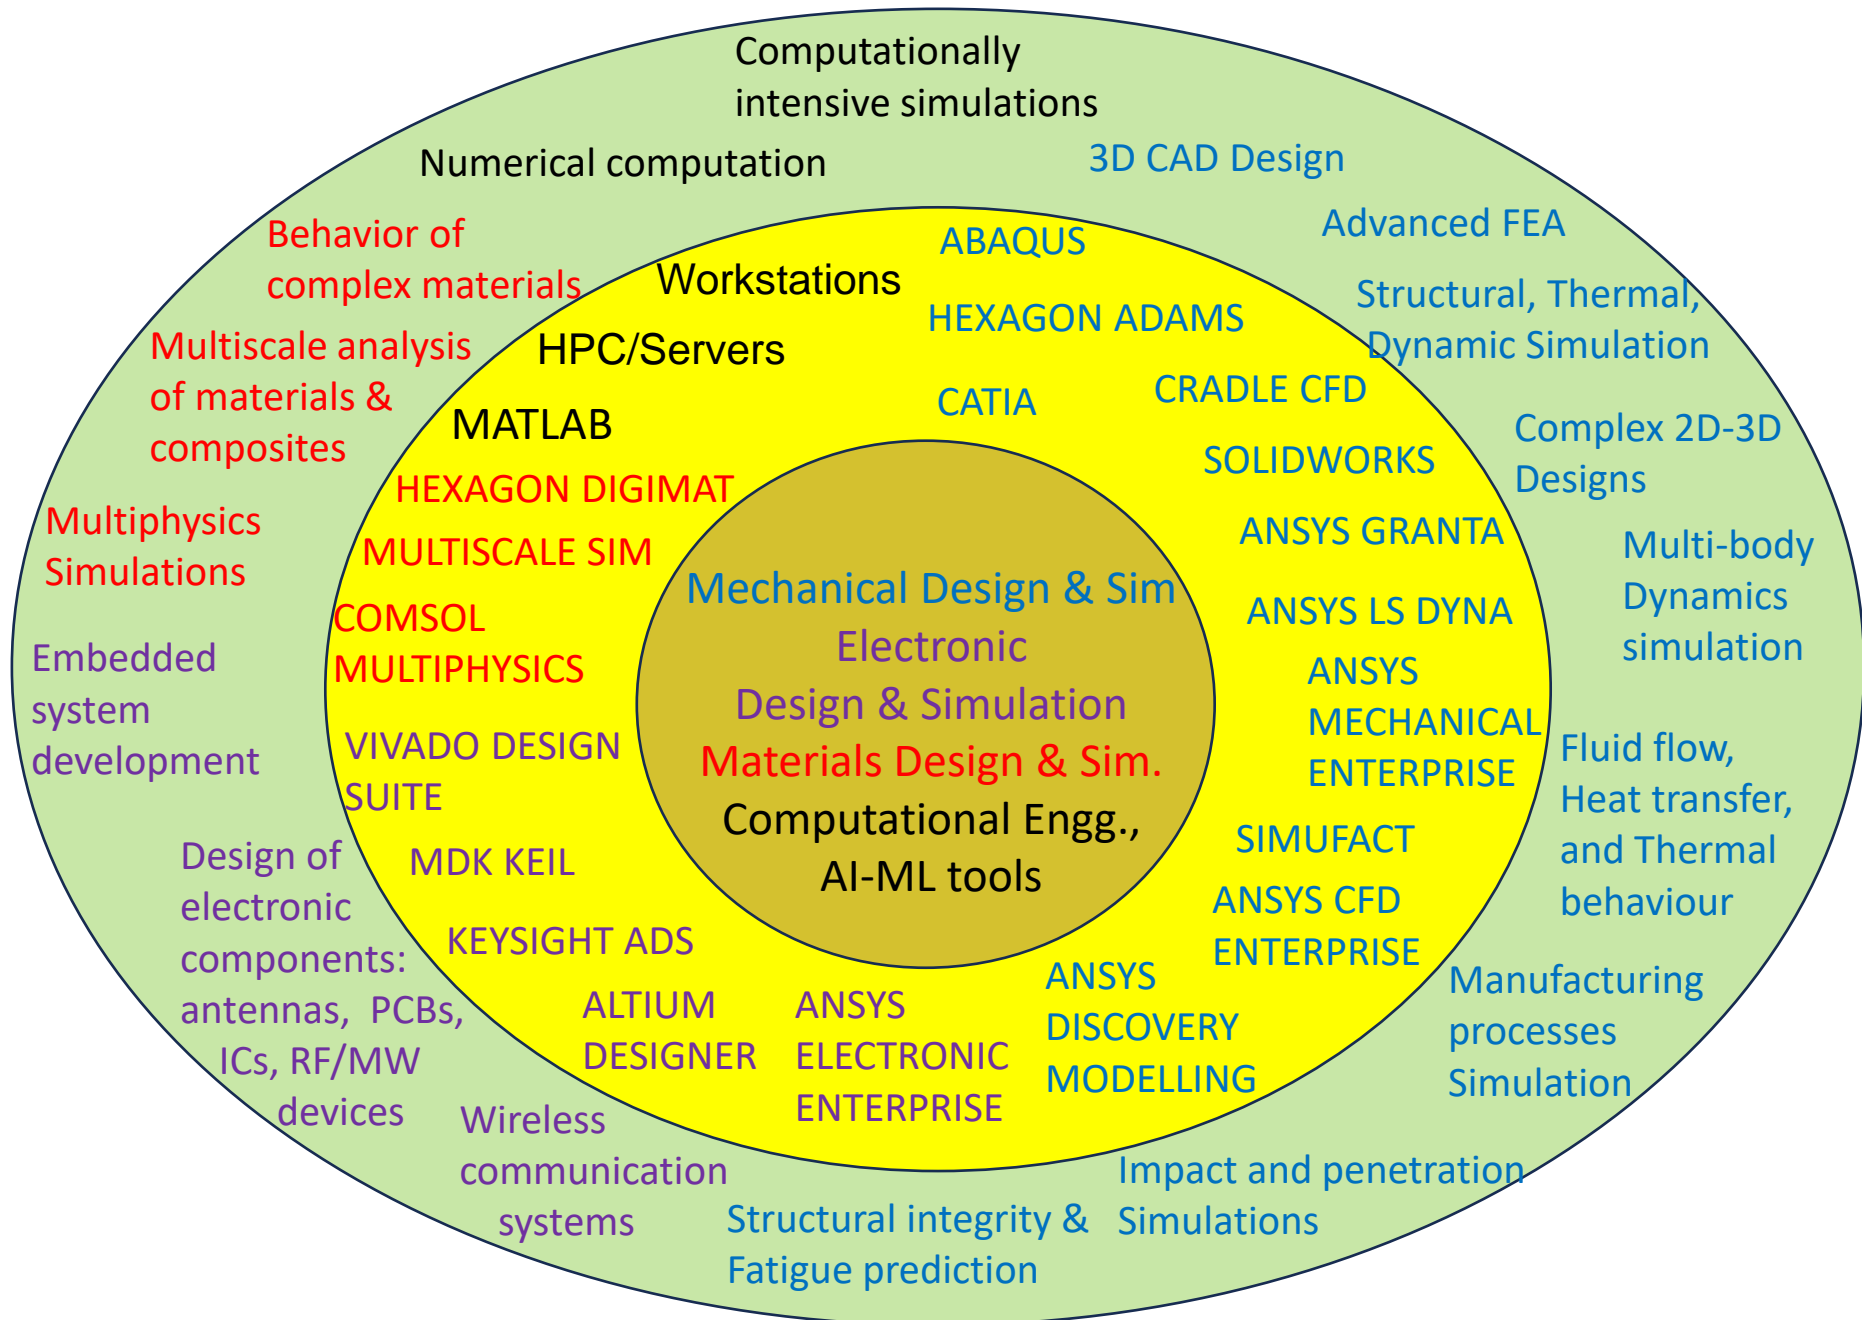 Computationally
intensive simulations
Numerical computation
3D CAD Design
Behavior of
complex materials
Advanced FEA
Structural, Thermal,
Dynamic Simulation
Multiscale analysis
of materials &
composites
Complex 2D-3D
Designs
Multiphysics
Simulations
Multi-body
Dynamics
simulation
Embedded
system
development
Fluid flow,
Heat transfer,
and Thermal
behaviour
Design of
electronic
components:
antennas, PCBs,
ICs, RF/MW
devices
Manufacturing
processes
Simulation
Wireless
communication
systems
Structural integrity &
Fatigue prediction
Impact and penetration
Simulations
ABAQUS
Workstations
HEXAGON ADAMS
HPC/Servers
CATIA
CRADLE CFD
MATLAB
SOLIDWORKS
HEXAGON DIGIMAT
ANSYS GRANTA
MULTISCALE SIM
ANSYS LS DYNA
COMSOL
MULTIPHYSICS
ANSYS
MECHANICAL
ENTERPRISE
VIVADO DESIGN
SUITE
SIMUFACT
MDK KEIL
ANSYS CFD
ENTERPRISE
KEYSIGHT ADS
ALTIUM
DESIGNER
ANSYS
ELECTRONIC
ENTERPRISE
ANSYS
DISCOVERY
MODELLING
Mechanical Design & Sim
Electronic
Design & Simulation
Materials Design & Sim.
Computational Engg.,
AI-ML tools